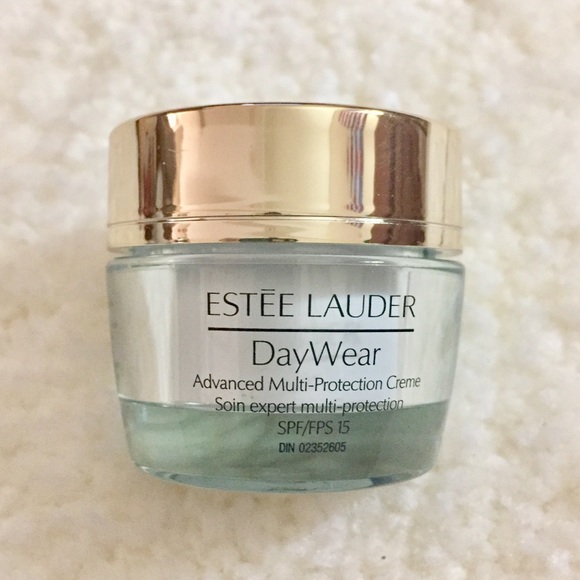 ESTĒE LAUDER
DayWear
Advanced Multi-Protection Creme
Soin expert multi-protection
SPF/FPS 15
DIN 02352605